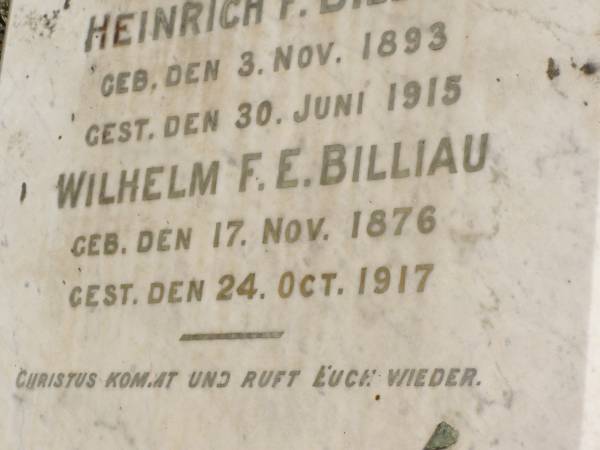 HEINRICH F.
GEB. DEN 3. NOV. 1893
GEST. DEN 30. JUNI 1915
WILHELM F. E. BILLIAU
GEB. DEN 17. NOV. 1876
GEST. DEN 24. OCT. 1917
CHRISTUS KOMMT UND RUFT EUCH WIEDER.